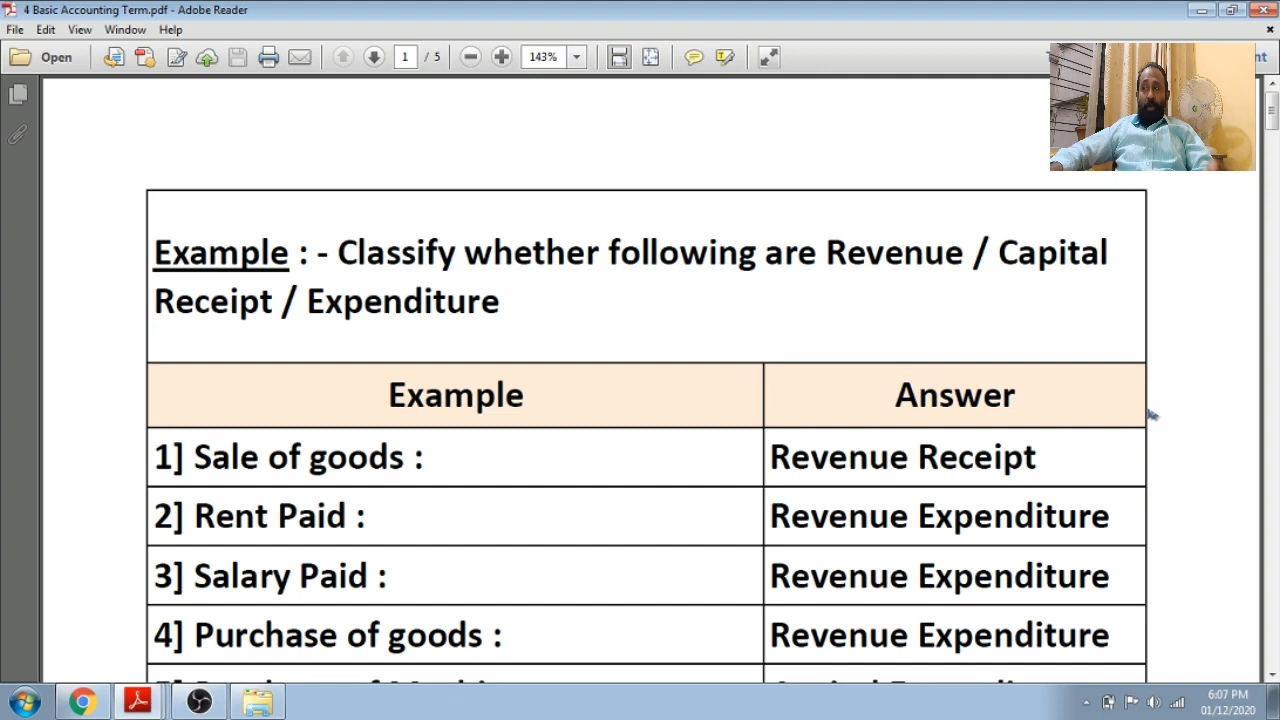 4 Basic Accounting Term.pdf - Adobe Reader
File Edit View Window Help
Open 1 / 5 143%
Example : - Classify whether following are Revenue / Capital
Receipt / Expenditure
Example Answer
1] Sale of goods : Revenue Receipt
2] Rent Paid : Revenue Expenditure
3] Salary Paid : Revenue Expenditure
4] Purchase of goods : Revenue Expenditure
6:07 PM
01/12/2020